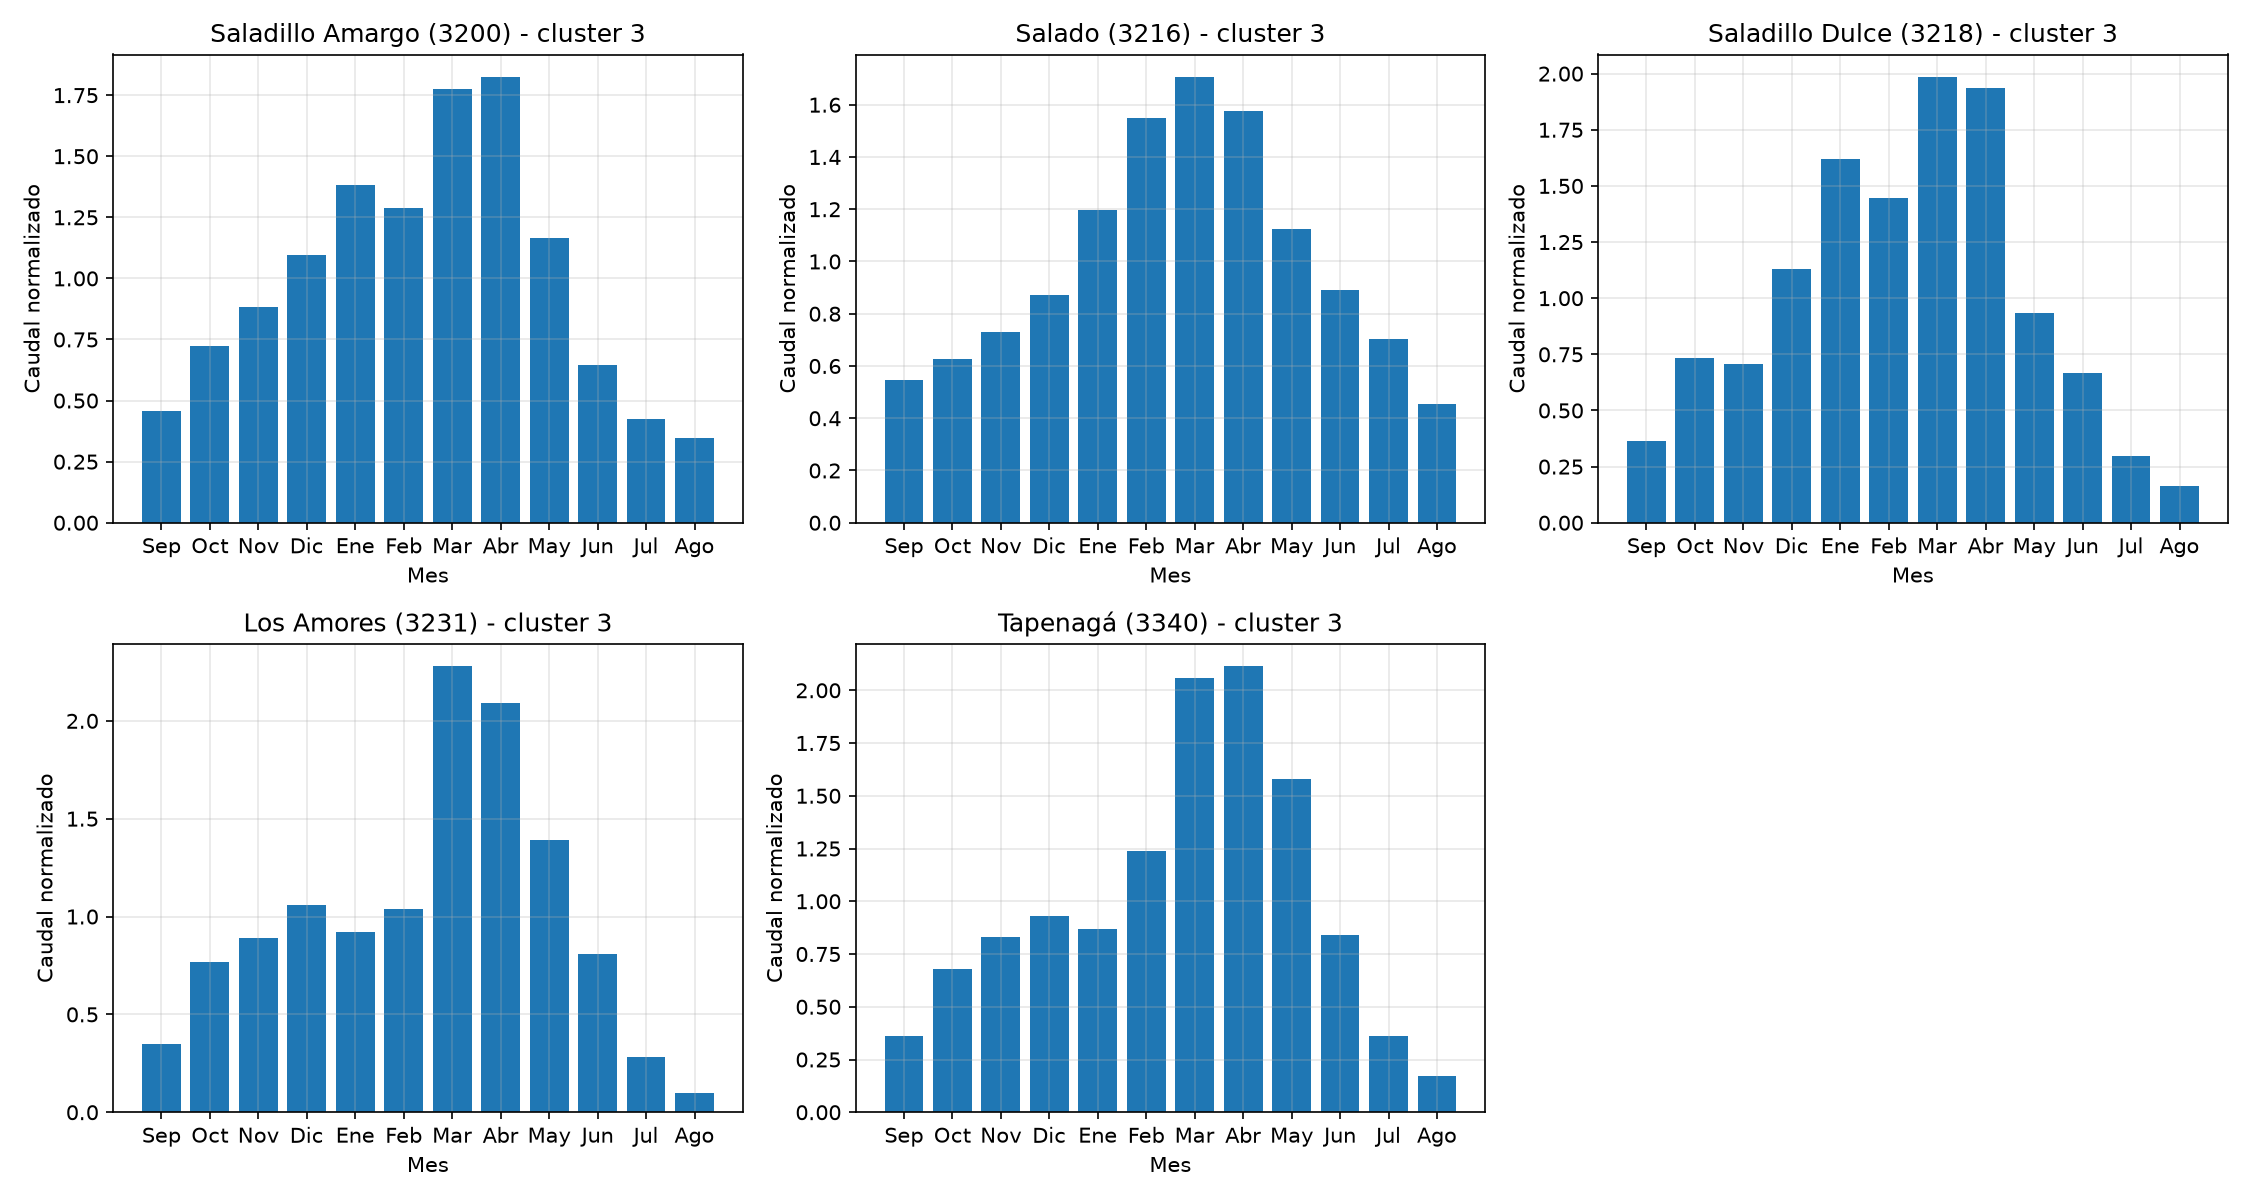 Saladillo Amargo (3200) - cluster 3
Caudal normalizado
1.75
1.50
1.25
1.00
0.75
0.50
0.25
0.00
Sep Oct Nov Dic Ene Feb Mar Abr May Jun Jul Ago
Mes
Salado (3216) - cluster 3
Caudal normalizado
1.6
1.4
1.2
1.0
0.8
0.6
0.4
0.2
0.0
Sep Oct Nov Dic Ene Feb Mar Abr May Jun Jul Ago
Mes
Saladillo Dulce (3218) - cluster 3
Caudal normalizado
2.00
1.75
1.50
1.25
1.00
0.75
0.50
0.25
0.00
Sep Oct Nov Dic Ene Feb Mar Abr May Jun Jul Ago
Mes
Los Amores (3231) - cluster 3
Caudal normalizado
2.0
1.5
1.0
0.5
0.0
Sep Oct Nov Dic Ene Feb Mar Abr May Jun Jul Ago
Mes
Tapenagá (3340) - cluster 3
Caudal normalizado
2.00
1.75
1.50
1.25
1.00
0.75
0.50
0.25
0.00
Sep Oct Nov Dic Ene Feb Mar Abr May Jun Jul Ago
Mes